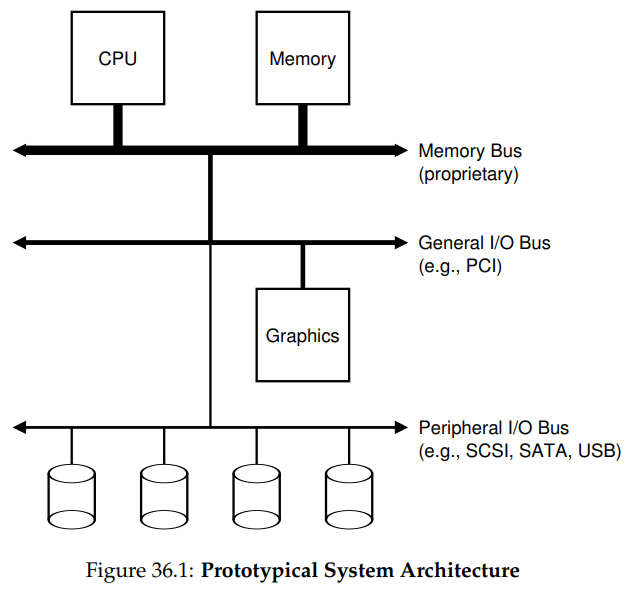 CPU
Memory
Memory Bus
(proprietary)
General I/O Bus
(e.g., PCI)
Graphics
Peripheral I/O Bus
(e.g., SCSI, SATA, USB)
Figure 36.1: Prototypical System Architecture